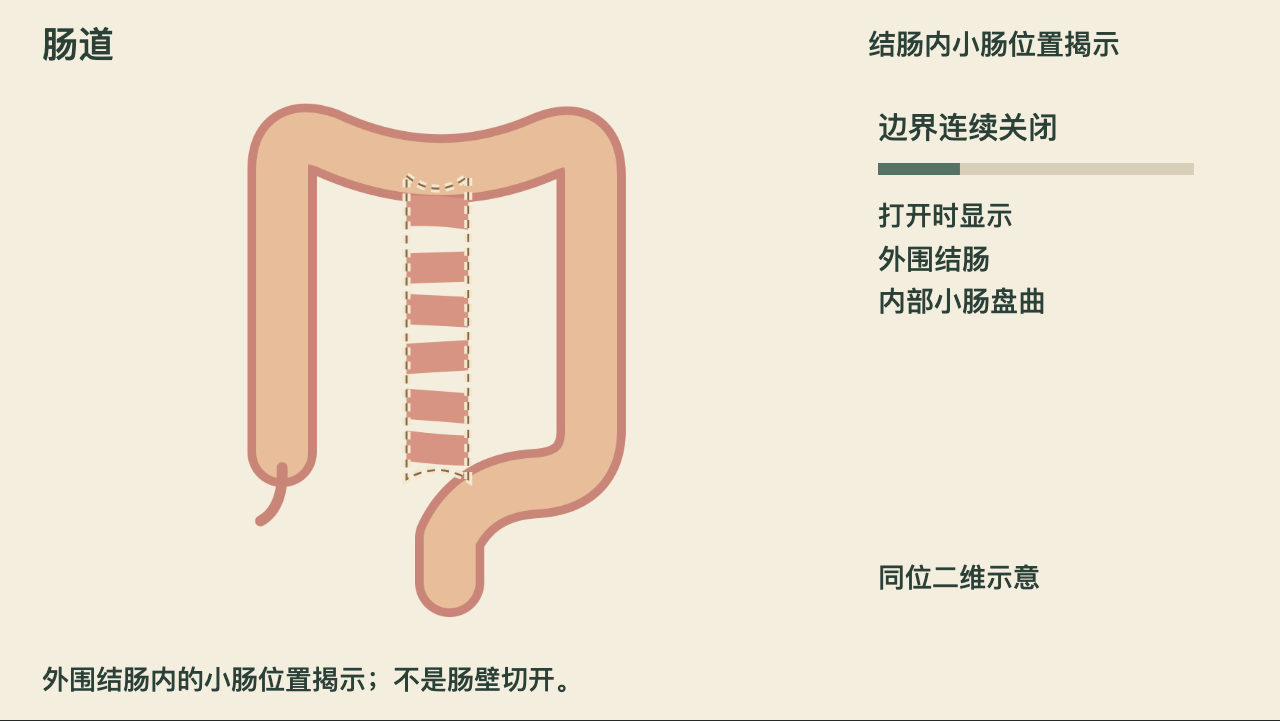 肠道
结肠内小肠位置揭示
边界连续关闭
打开时显示
外围结肠
内部小肠盘曲
同位二维示意
外围结肠内的小肠位置揭示；不是肠壁切开。